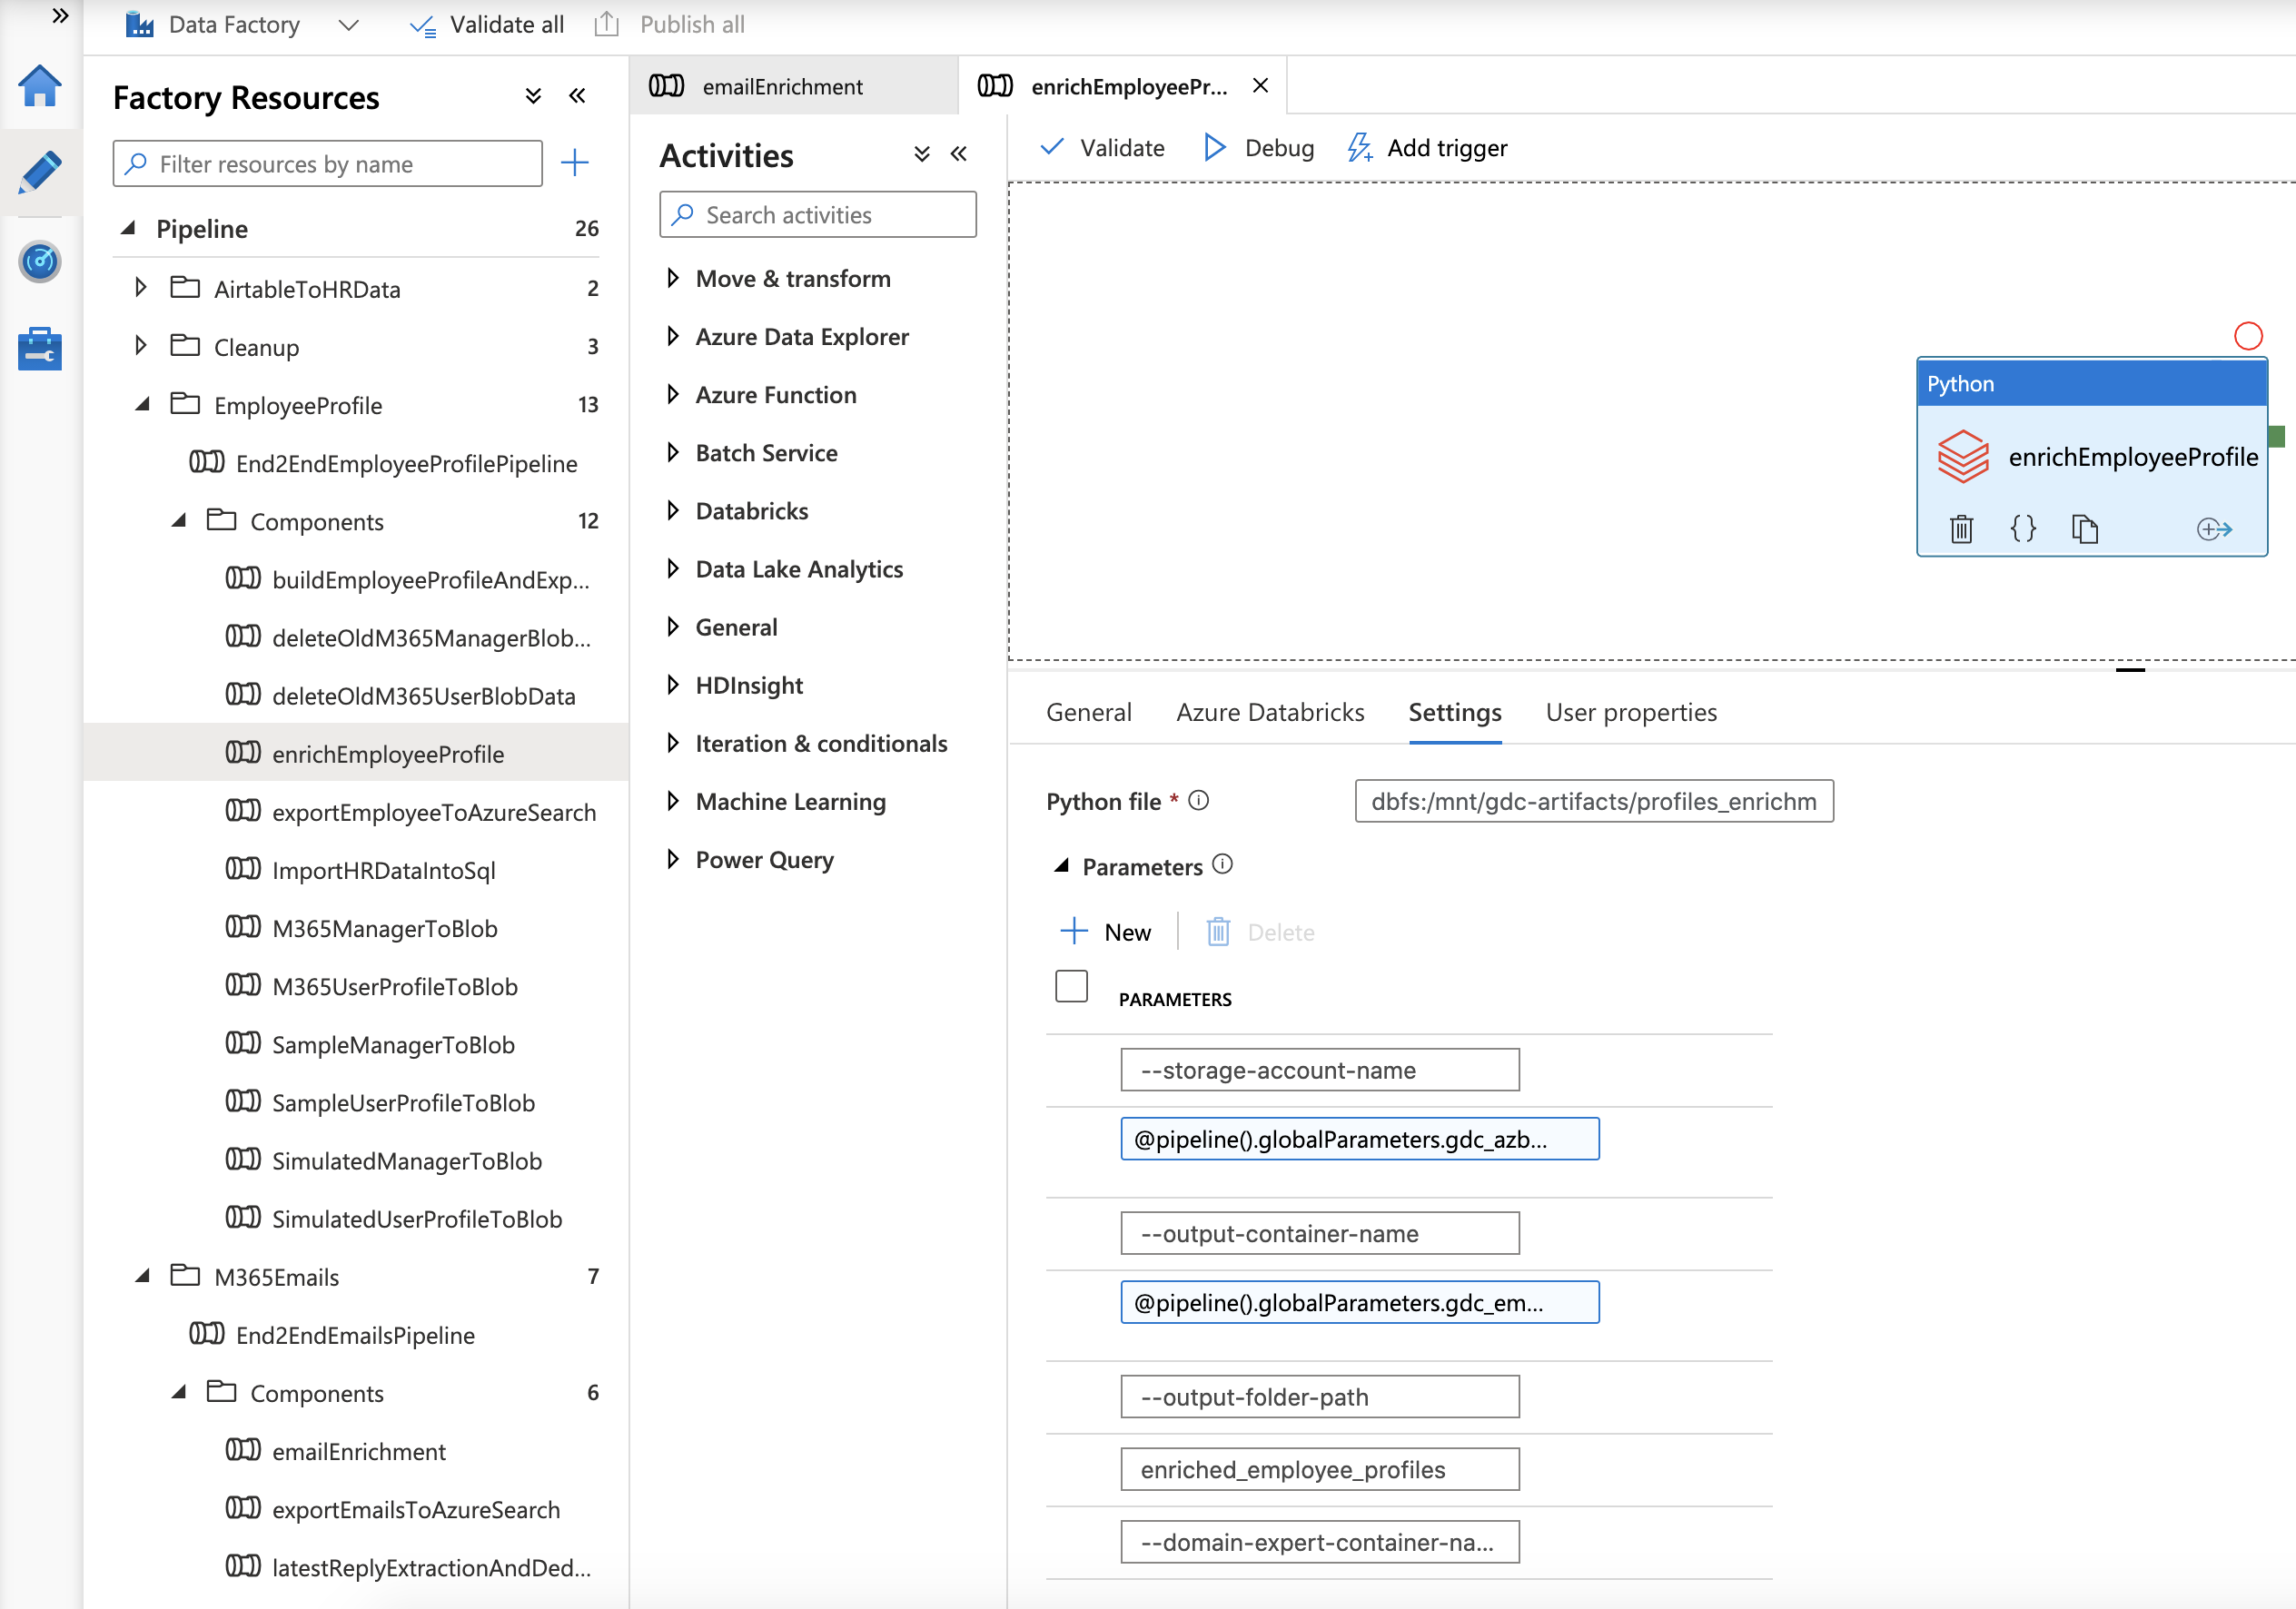 Data Factory
Validate all
Publish all
Factory Resources
Filter resources by name
Pipeline 26
AirtableToHRData 2
Cleanup 3
EmployeeProfile 13
End2EndEmployeeProfilePipeline
Components 12
buildEmployeeProfileAndExp...
deleteOldM365ManagerBlob...
deleteOldM365UserBlobData
enrichEmployeeProfile
exportEmployeeToAzureSearch
ImportHRDataIntoSql
M365ManagerToBlob
M365UserProfileToBlob
SampleManagerToBlob
SampleUserProfileToBlob
SimulatedManagerToBlob
SimulatedUserProfileToBlob
M365Emails 7
End2EndEmailsPipeline
Components 6
emailEnrichment
exportEmailsToAzureSearch
latestReplyExtractionAndDed...
emailEnrichment
enrichEmployeePr...
Activities
Search activities
Move & transform
Azure Data Explorer
Azure Function
Batch Service
Databricks
Data Lake Analytics
General
HDInsight
Iteration & conditionals
Machine Learning
Power Query
Validate
Debug
Add trigger
Python
enrichEmployeeProfile
General
Azure Databricks
Settings
User properties
Python file *
dbfs:/mnt/gdc-artifacts/profiles_enrichm
Parameters
New
Delete
PARAMETERS
--storage-account-name
@pipeline().globalParameters.gdc_azb...
--output-container-name
@pipeline().globalParameters.gdc_em...
--output-folder-path
enriched_employee_profiles
--domain-expert-container-na...